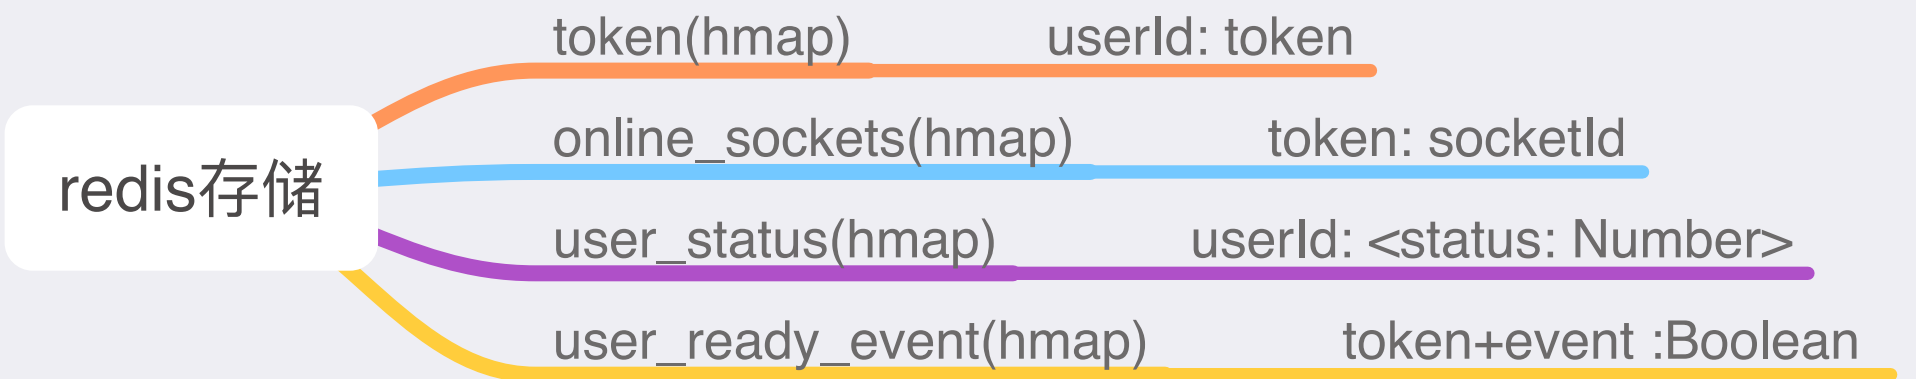 redis存储
token(hmap) userId: token
online_sockets(hmap) token: socketId
user_status(hmap) userId: <status: Number>
user_ready_event(hmap) token+event :Boolean